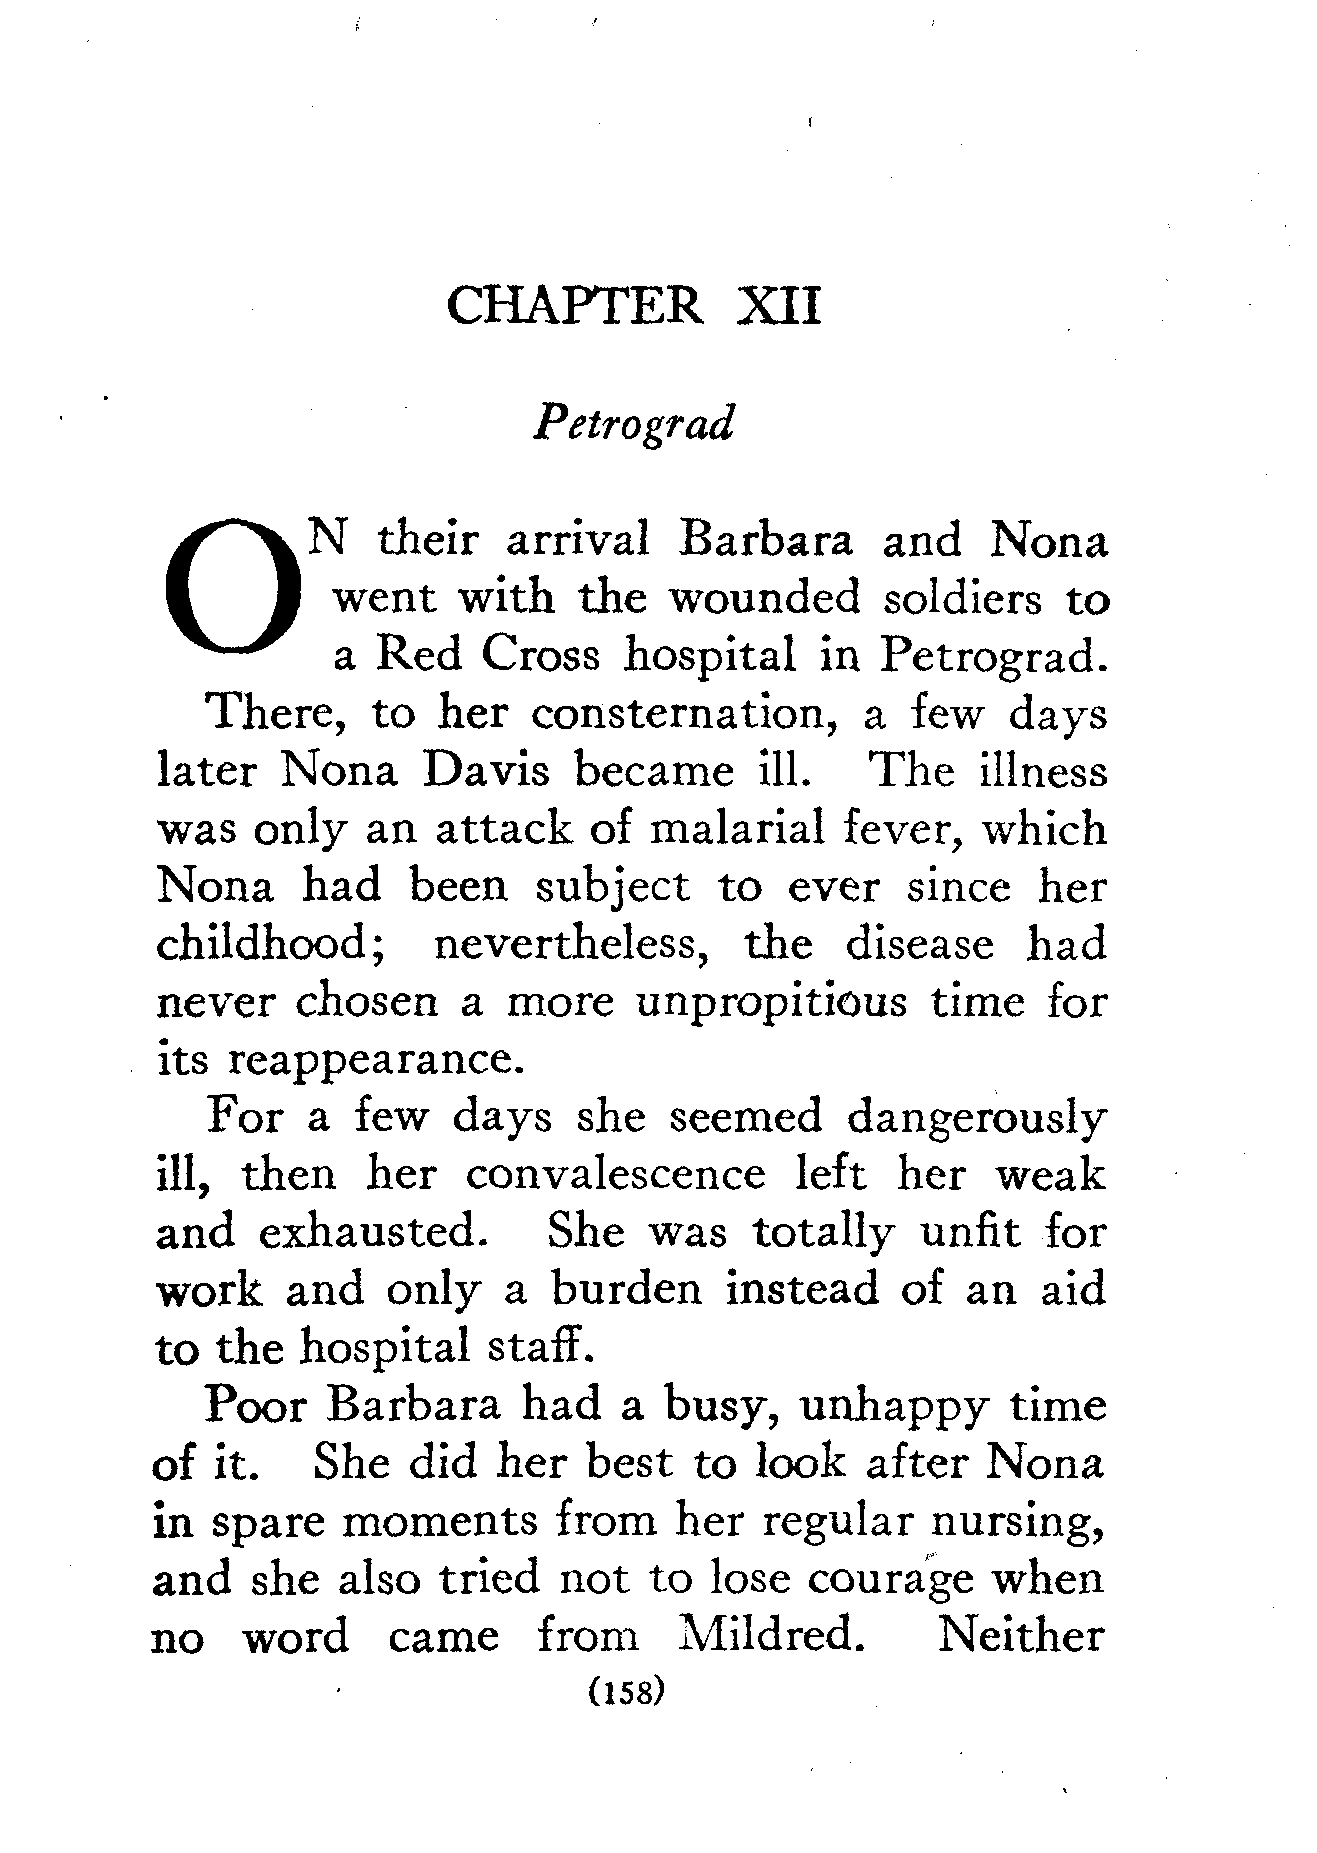 CHAPTER XII
Petrograd
ON their arrival Barbara and Nona
went with the wounded soldiers to
a Red Cross hospital in Petrograd.
There, to her consternation, a few days
later Nona Davis became ill. The illness
was only an attack of malarial fever, which
Nona had been subject to ever since her
childhood; nevertheless, the disease had
never chosen a more unpropitious time for
its reappearance.
For a few days she seemed dangerously
ill, then her convalescence left her weak
and exhausted. She was totally unfit for
work and only a burden instead of an aid
to the hospital staff.
Poor Barbara had a busy, unhappy time
of it. She did her best to look after Nona
in spare moments from her regular nursing,
and she also tried not to lose courage when
no word came from Mildred. Neither
(158)